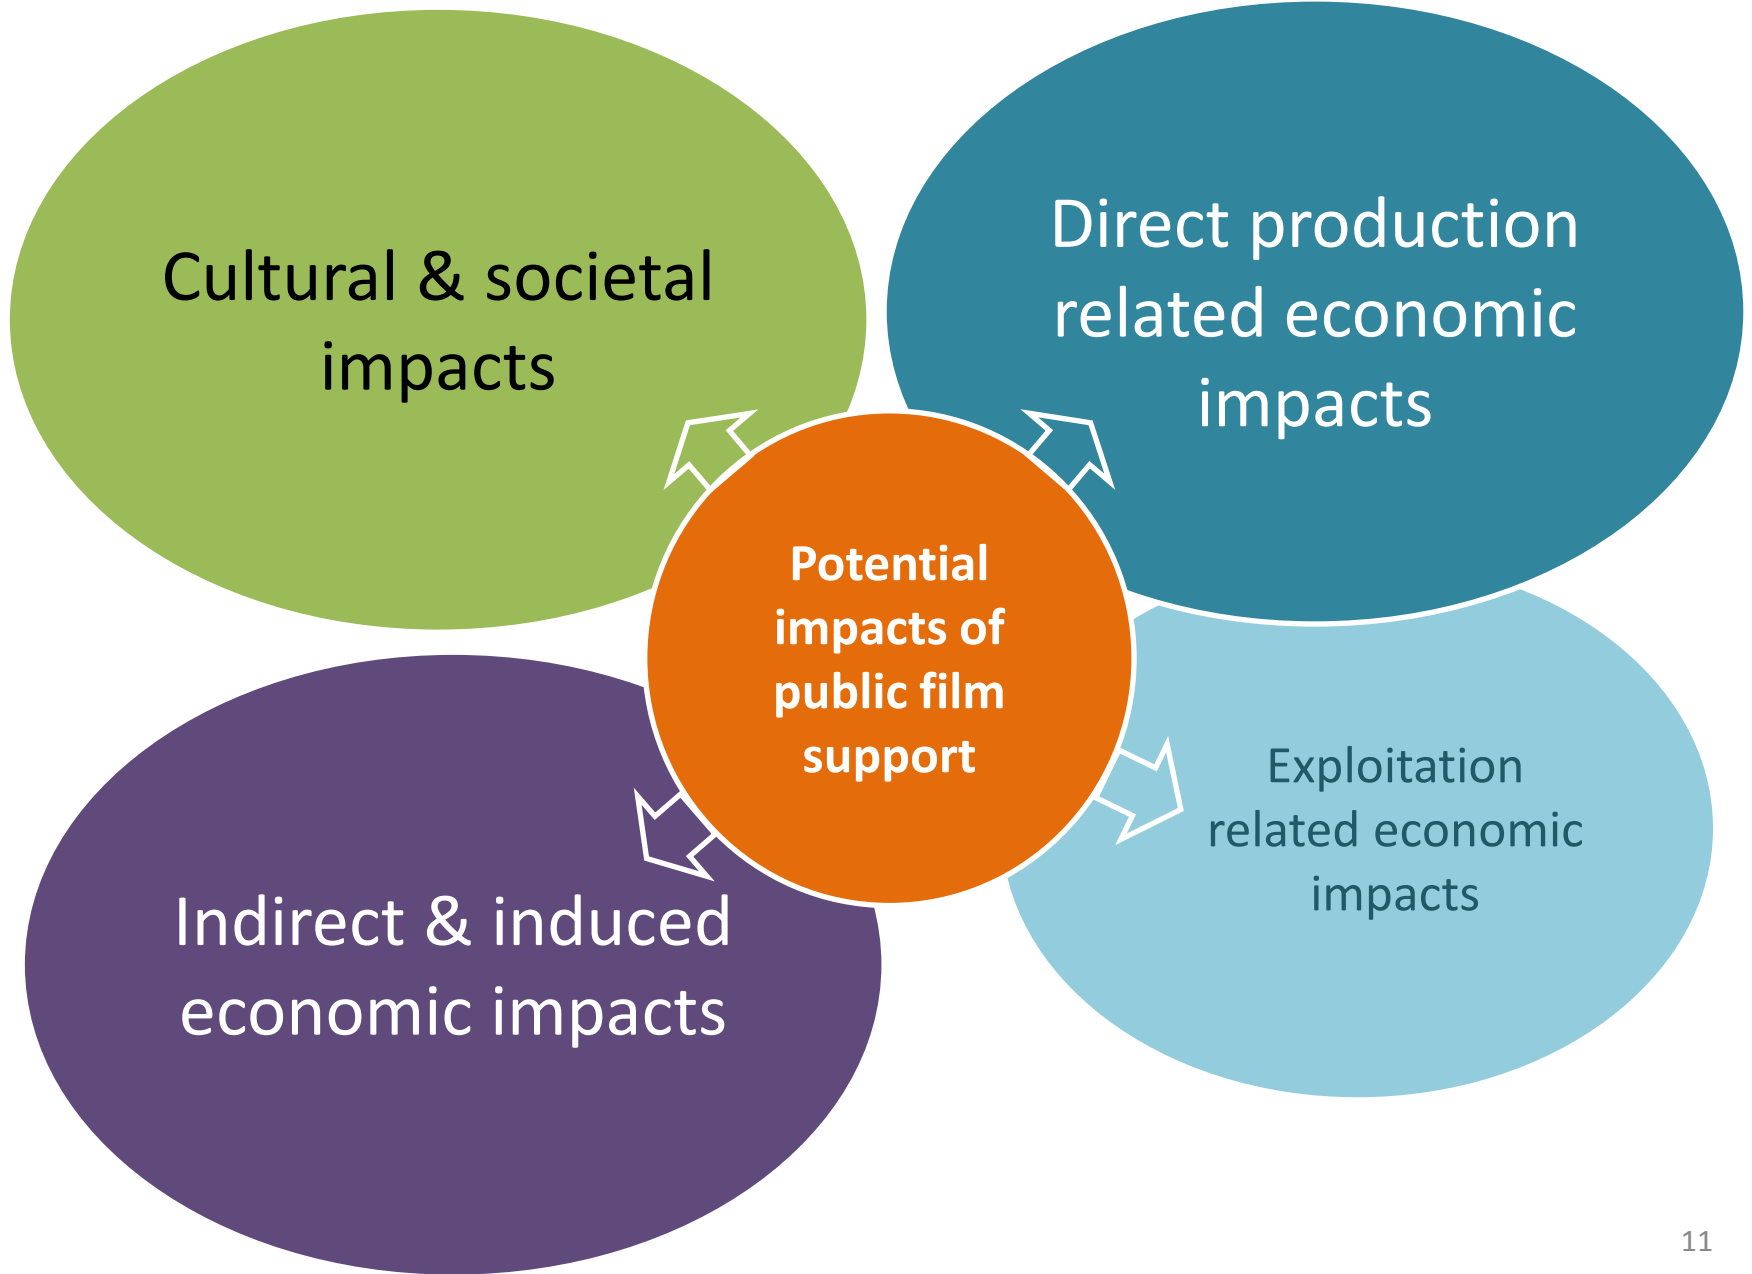 Cultural & societal
impacts
Direct production
related economic
impacts
Potential
impacts of
public film
support
Exploitation
related economic
impacts
Indirect & induced
economic impacts
11